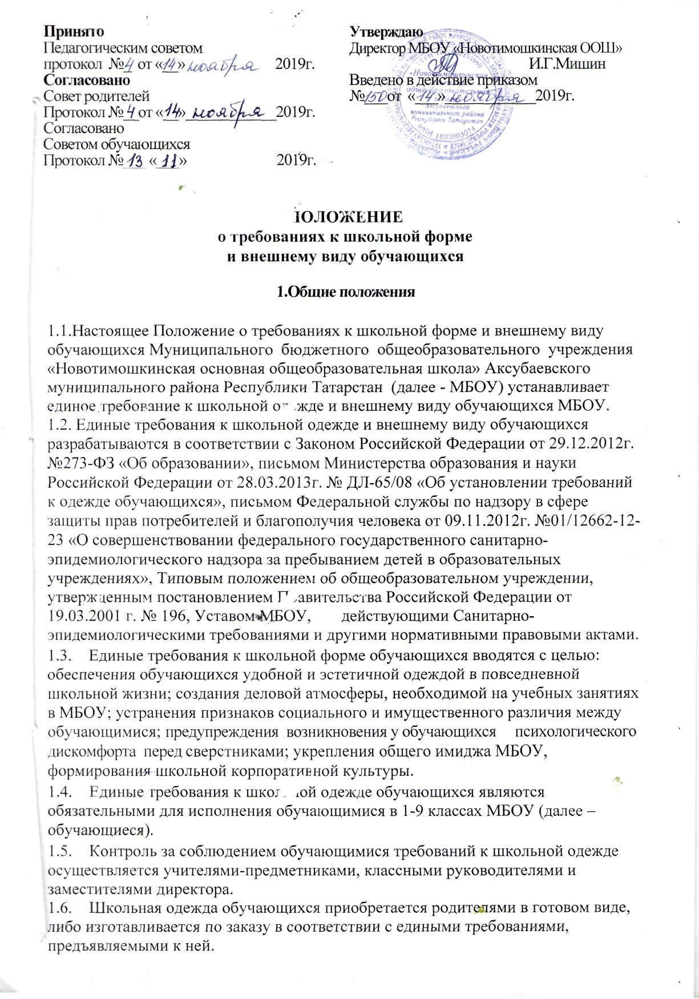 Принято
Педагогическим советом
протокол №4 от «14» ноября 2019г.
Согласовано
Совет родителей
Протокол №4 от «14» ноября 2019г.
Согласовано
Советом обучающихся
Протокол № 13 «11» 2019г.
Утверждаю
Директор МБОУ «Новотимошкинская ООШ»
И.Г.Мишин
Введено в действие приказом
№150 от «14» ноября 2019г.
«Новотимошкинская
общеобразовательная
Аксубаевского
муниципального района
Республики Татарстан
ИНН 1603003074
ПОЛОЖЕНИЕ
о требованиях к школьной форме
и внешнему виду обучающихся
1.Общие положения
1.1.Настоящее Положение о требованиях к школьной форме и внешнему виду
обучающихся Муниципального бюджетного общеобразовательного учреждения
«Новотимошкинская основная общеобразовательная школа» Аксубаевского
муниципального района Республики Татарстан (далее - МБОУ) устанавливает
единое требование к школьной одежде и внешнему виду обучающихся МБОУ.
1.2. Единые требования к школьной одежде и внешнему виду обучающихся
разрабатываются в соответствии с Законом Российской Федерации от 29.12.2012г.
№273-ФЗ «Об образовании», письмом Министерства образования и науки
Российской Федерации от 28.03.2013г. № ДЛ-65/08 «Об установлении требований
к одежде обучающихся», письмом Федеральной службы по надзору в сфере
защиты прав потребителей и благополучия человека от 09.11.2012г. №01/12662-12-
23 «О совершенствовании федерального государственного санитарно-
эпидемиологического надзора за пребыванием детей в образовательных
учреждениях», Типовым положением об общеобразовательном учреждении,
утвержденным постановлением Правительства Российской Федерации от
19.03.2001 г. № 196, Уставом МБОУ, действующими Санитарно-
эпидемиологическими требованиями и другими нормативными правовыми актами.
1.3. Единые требования к школьной форме обучающихся вводятся с целью:
обеспечения обучающихся удобной и эстетичной одеждой в повседневной
школьной жизни; создания деловой атмосферы, необходимой на учебных занятиях
в МБОУ; устранения признаков социального и имущественного различия между
обучающимися; предупреждения возникновения у обучающихся психологического
дискомфорта перед сверстниками; укрепления общего имиджа МБОУ,
формирования школьной корпоративной культуры.
1.4. Единые требования к школьной одежде обучающихся являются
обязательными для исполнения обучающимися в 1-9 классах МБОУ (далее –
обучающиеся).
1.5. Контроль за соблюдением обучающимися требований к школьной одежде
осуществляется учителями-предметниками, классными руководителями и
заместителями директора.
1.6. Школьная одежда обучающихся приобретается родителями в готовом виде,
либо изготавливается по заказу в соответствии с едиными требованиями,
предъявляемыми к ней.